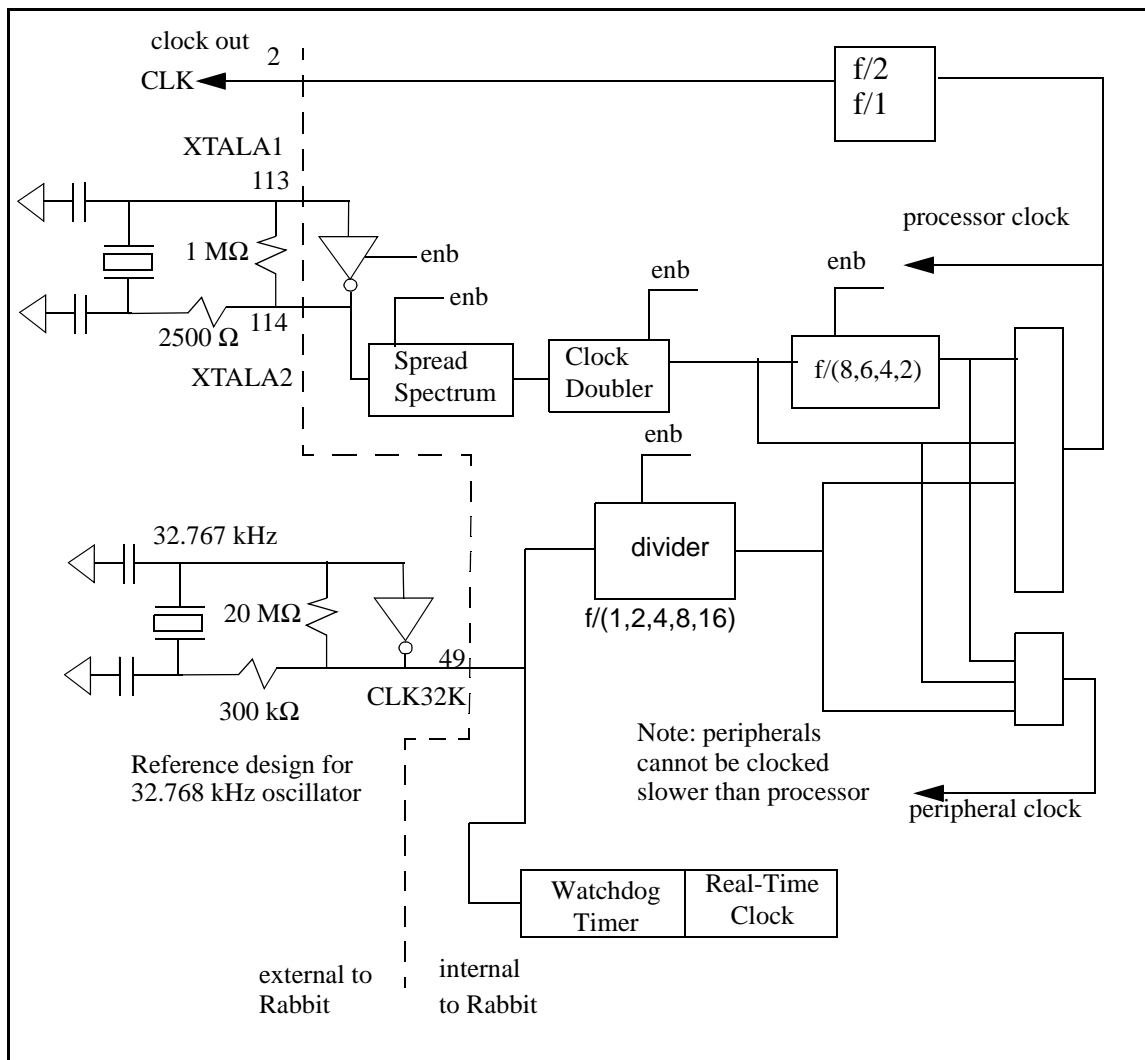 clock out
2
CLK
f/2
f/1
XTALA1
113
processor clock
1 MΩ
enb
enb
enb
enb
114
2500 Ω
XTALA2
Spread
Spectrum
Clock
Doubler
f/(8,6,4,2)
enb
32.767 kHz
divider
f/(1,2,4,8,16)
20 MΩ
49
CLK32K
300 kΩ
Reference design for
32.768 kHz oscillator
Note: peripherals
cannot be clocked
slower than processor
peripheral clock
Watchdog
Timer
Real-Time
Clock
external to
Rabbit
internal
to Rabbit